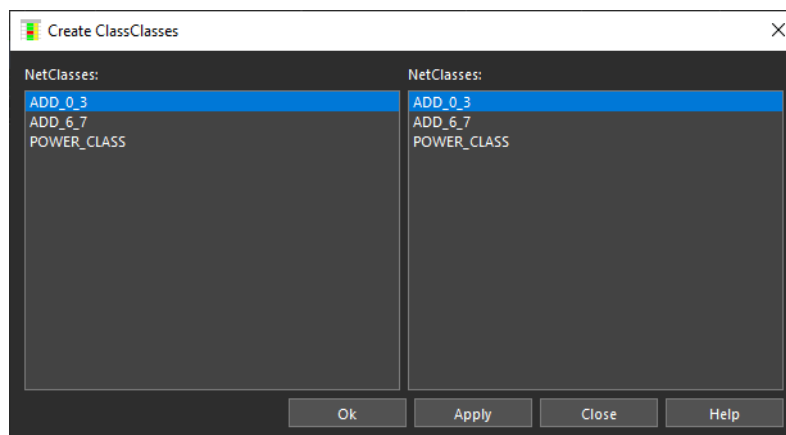 Create ClassClasses
NetClasses:
ADD_0_3
ADD_6_7
POWER_CLASS
NetClasses:
ADD_0_3
ADD_6_7
POWER_CLASS
Ok
Apply
Close
Help